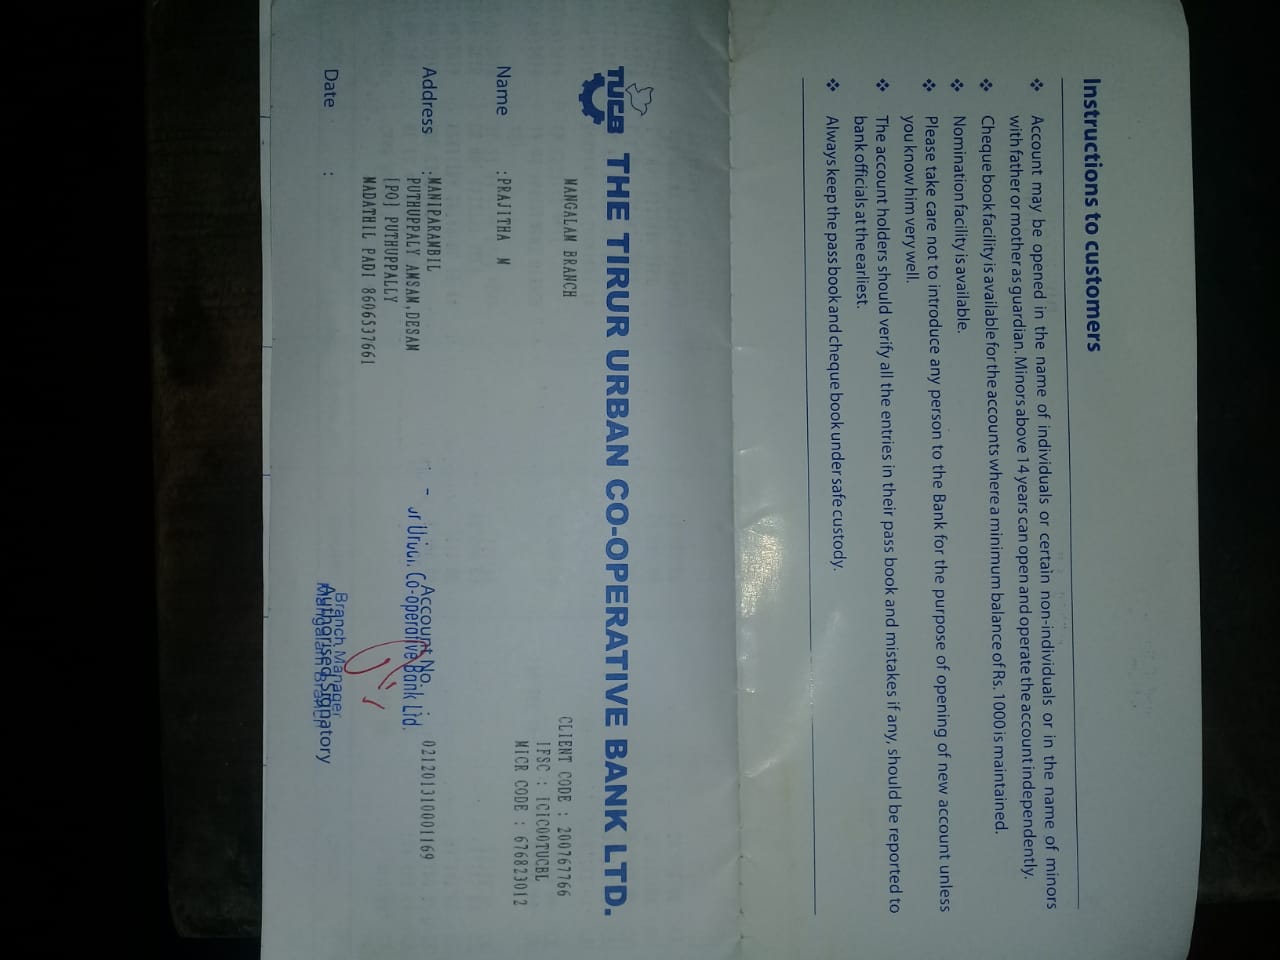 Instructions to customers
❖ Account may be opened in the name of individuals or certain non-individuals or in the name of minors
with father or mother as guardian. Minors above 14 years can open and operate the account independently.
❖ Cheque book facility is available for the accounts where a minimum balance of Rs. 1000 is maintained.
❖ Nomination facility is available.
❖ Please take care not to introduce any person to the Bank for the purpose of opening of new account unless
you know him very well.
❖ The account holders should verify all the entries in their pass book and mistakes if any, should be reported to
bank officials at the earliest.
❖ Always keep the pass book and cheque book under safe custody.
TUCB THE TIRUR URBAN CO-OPERATIVE BANK LTD.
MANGALAM BRANCH
CLIENT CODE : 200767766
IFSC : ICIC00TUCBL
MICR CODE : 676823012
Name :PRAJITHA M
Address :MANIPARAMBIL
PUTHUPPALY AMSAM,DESAM
[PO] PUTHUPPALLY
MADATHIL PADI 8606537661
Account No. 021201310001169
Co-operative Bank Ltd.
Date :
Branch Manager
Authorised Signatory
Mangalam Branch